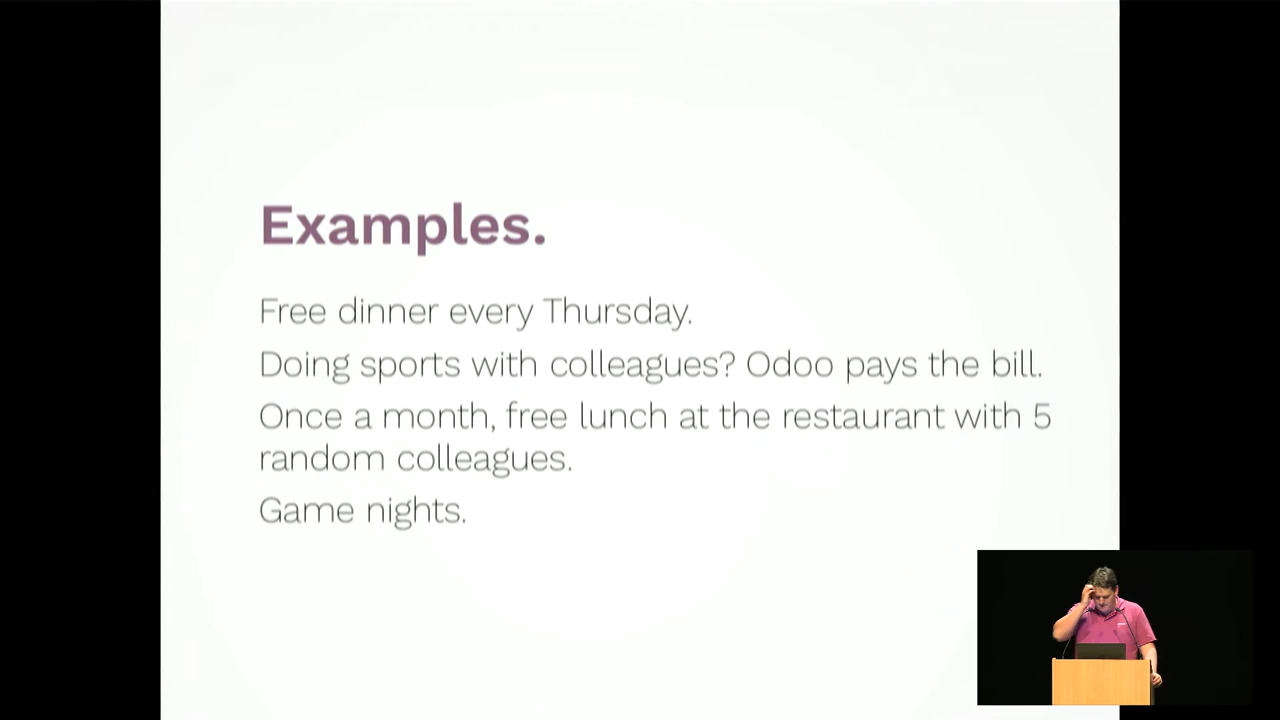 Examples.
Free dinner every Thursday.
Doing sports with colleagues? Odoo pays the bill.
Once a month, free lunch at the restaurant with 5
random colleagues.
Game nights.